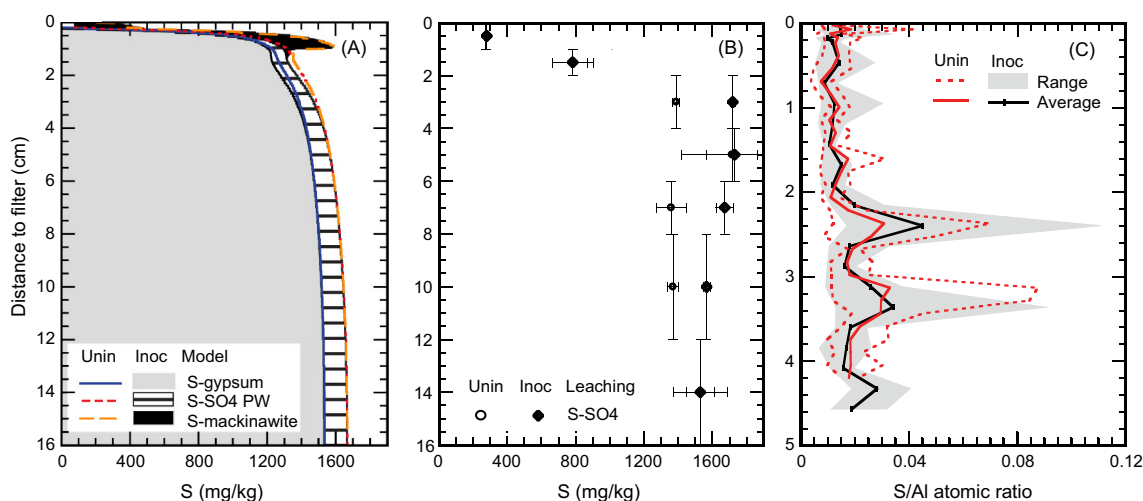 (A)
Distance to filter (cm)
0
2
4
6
8
10
12
14
16
Unin Inoc Model
S-gypsum
S-SO4 PW
S-mackinawite
0 400 800 1200 1600
S (mg/kg)
(B)
0
2
4
6
8
10
12
14
16
Unin Inoc Leaching
S-SO4
0 400 800 1200 1600
S (mg/kg)
(C)
0
1
2
3
4
5
Unin Inoc
Range
Average
0 0.04 0.08 0.12
S/Al atomic ratio